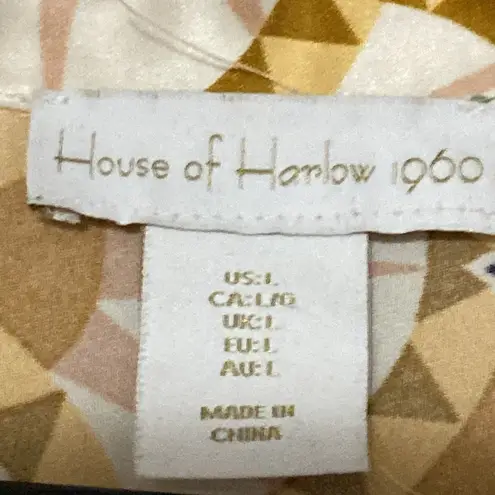 House of Harlow 1960
US:L
CA:L/G
UK:L
EU:L
AU:L
MADE IN
CHINA